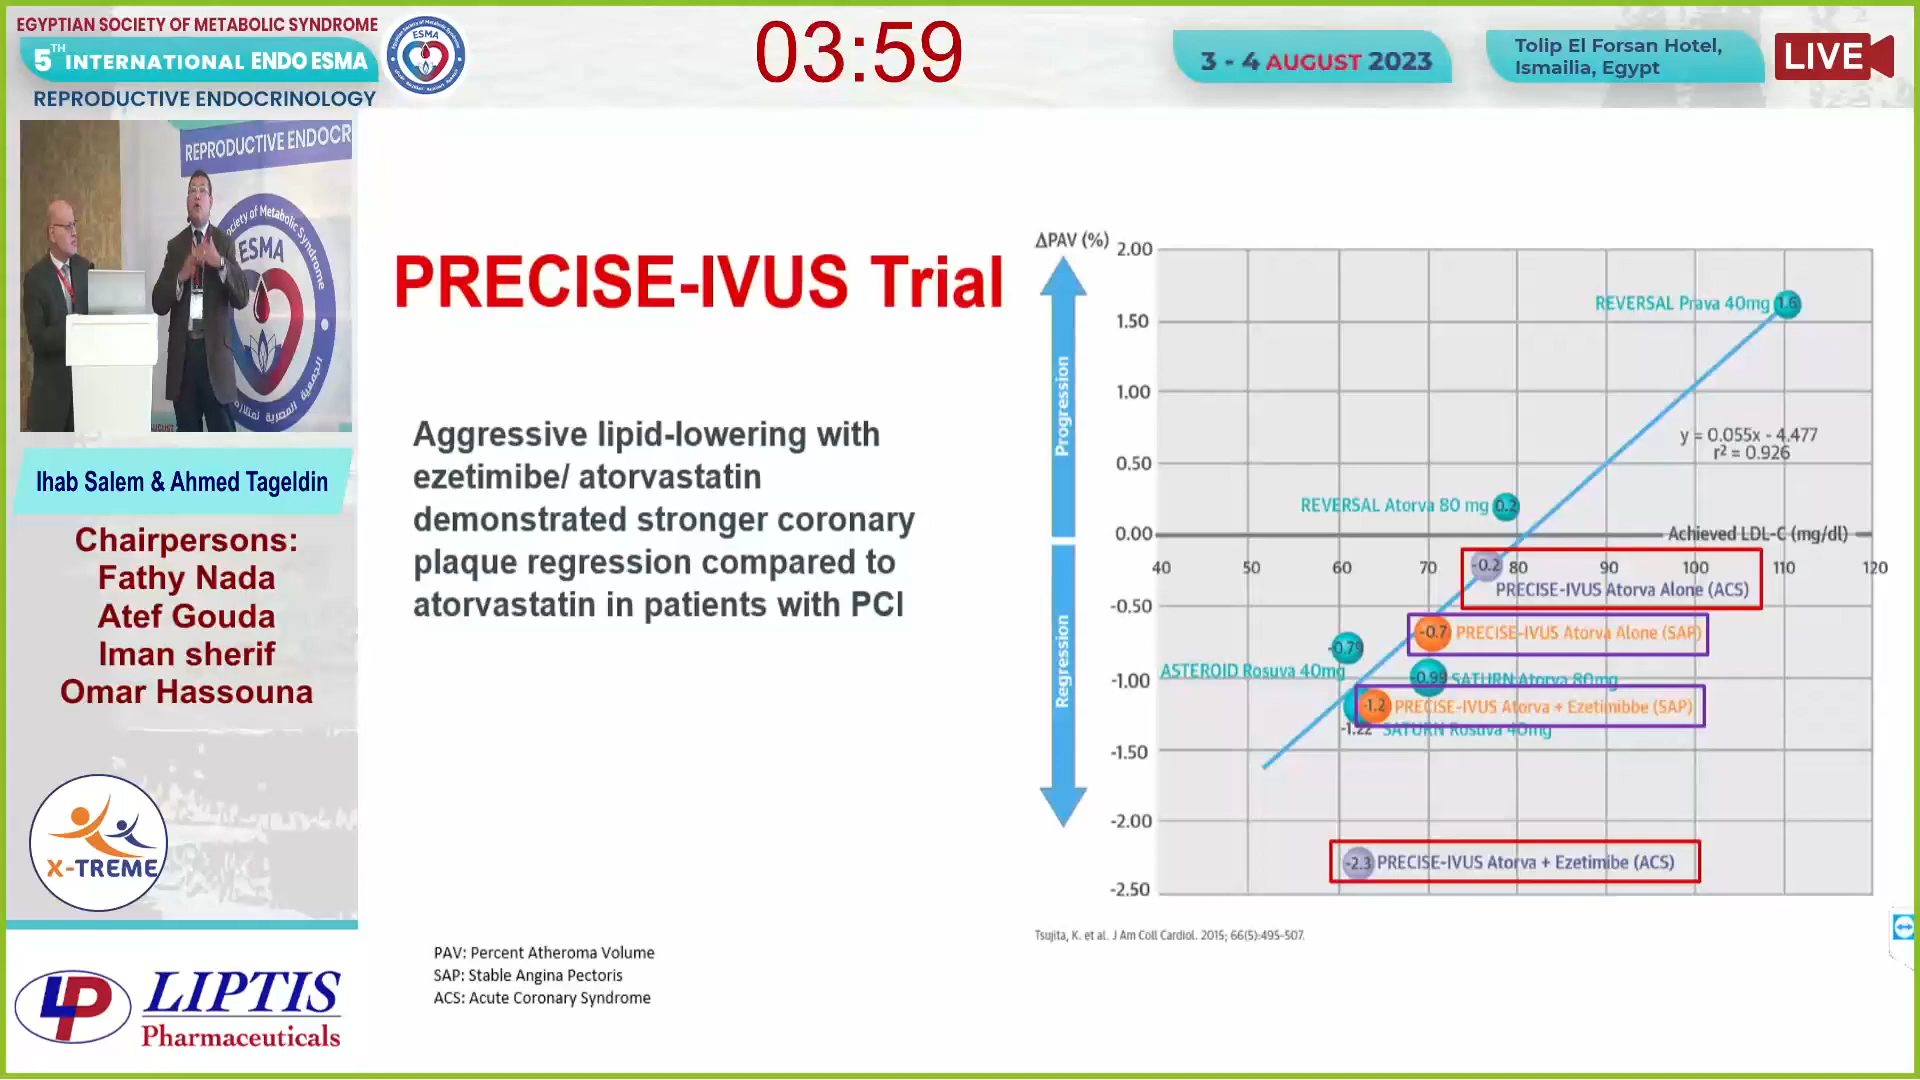 EGYPTIAN SOCIETY OF METABOLIC SYNDROME
5TH INTERNATIONAL ENDO ESMA
REPRODUCTIVE ENDOCRINOLOGY
ESMA
03:59
3 - 4 AUGUST 2023
Tolip El Forsan Hotel,
Ismailia, Egypt
LIVE
REPRODUCTIVE ENDOCR
Society of Metabolic Syndrome
ESMA
Ihab Salem & Ahmed Tageldin
Chairpersons:
Fathy Nada
Atef Gouda
Iman sherif
Omar Hassouna
X-TREME
LIPTIS
Pharmaceuticals
PRECISE-IVUS Trial
Aggressive lipid-lowering with
ezetimibe/ atorvastatin
demonstrated stronger coronary
plaque regression compared to
atorvastatin in patients with PCI
PAV: Percent Atheroma Volume
SAP: Stable Angina Pectoris
ACS: Acute Coronary Syndrome
ΔPAV (%)
Progression
Regression
2.00
1.50
1.00
0.50
0.00
-0.50
-1.00
-1.50
-2.00
-2.50
REVERSAL Prava 40mg 1.6
y = 0.055x - 4.477
r² = 0.926
REVERSAL Atorva 80 mg 0.2
Achieved LDL-C (mg/dl)
40 50 60 70 80 90 100 110 120
-0.2
PRECISE-IVUS Atorva Alone (ACS)
-0.7 PRECISE-IVUS Atorva Alone (SAP)
-0.79
ASTEROID Rosuva 40mg
-0.99 SATURN Atorva 80mg
-1.2 PRECISE-IVUS Atorva + Ezetimibbe (SAP)
-1.22 SATURN Rosuva 40mg
-2.3 PRECISE-IVUS Atorva + Ezetimibe (ACS)
Tsujita, K. et al. J Am Coll Cardiol. 2015; 66(5):495-507.